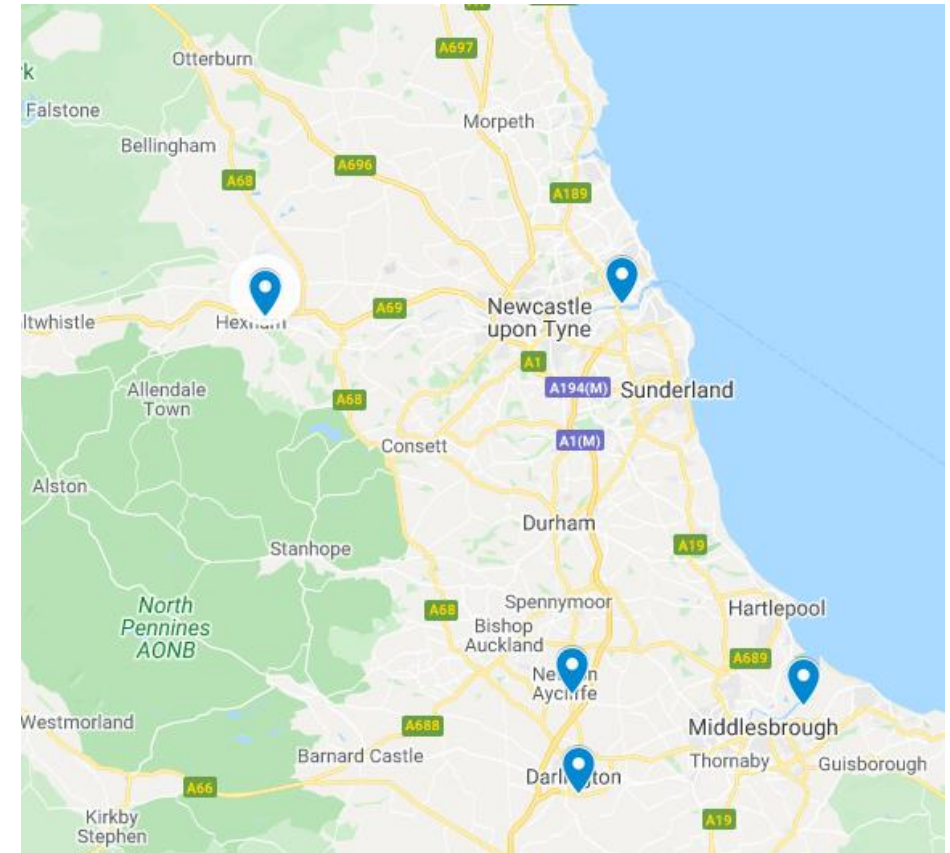 A697
Otterburn
k
Falstone
Morpeth
Bellingham
A696
A68
A189
Newcastle
upon Tyne
A69
ltwhistle
A1
Allendale
Town
A194(M)
Sunderland
A68
A1(M)
Consett
Alston
Durham
A19
Stanhope
North
Pennines
AONB
A68
Spennymoor
Hartlepool
Bishop
Auckland
A689
Aycliffe
Westmorland
A688
Middlesbrough
Barnard Castle
Thornaby
Guisborough
Darlington
A66
Kirkby
Stephen
A19